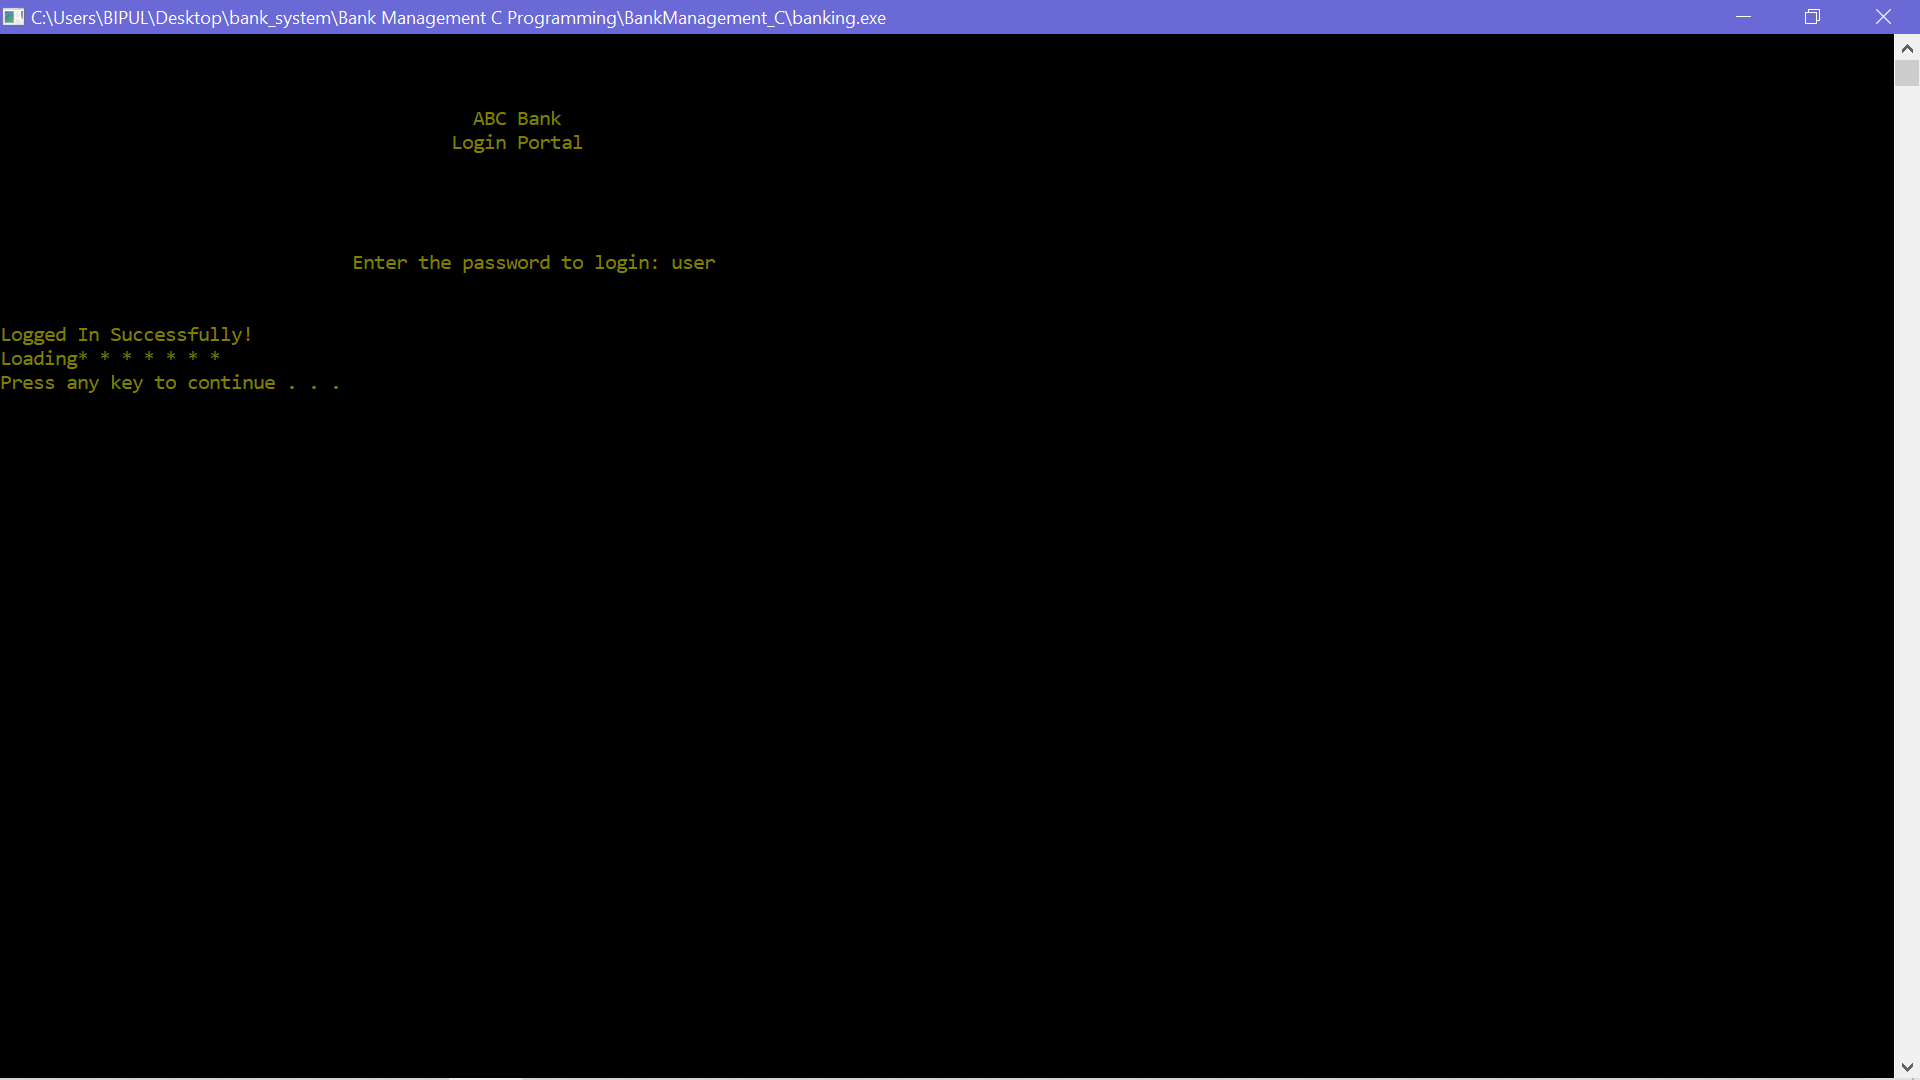 C:\Users\BIPUL\Desktop\bank_system\Bank Management C Programming\BankManagement_C\banking.exe
ABC Bank
Login Portal
Enter the password to login: user
Logged In Successfully!
Loading* * * * * * *
Press any key to continue . . .